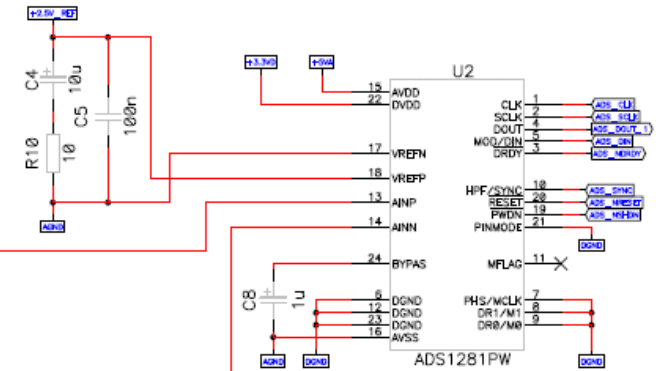 +2.5V_REF
C4
10u
C5
100n
R10
10
AGND
+3.3VD
+5VA
U2
15 AVDD
22 DVDD
17 VREFN
18 VREFP
13 AINP
14 AINN
24 BYPAS
6 DGND
12 DGND
23 DGND
16 AVSS
CLK 1 ADS_CLK
SCLK 2 ADS_SCLK
DOUT 4 ADS_DOUT_1
MOD/DIN 5 ADS_DIN
DRDY 3 ADS_NDRDY
HPF/SYNC 10 ADS_SYNC
RESET 20 ADS_NRESET
PWDN 19 ADS_NSHDN
PINMODE 21
DGND
MFLAG 11
PHS/MCLK 7
DR1/M1 8
DR0/M0 9
C8
1u
AGND
DGND
DGND
ADS1281PW